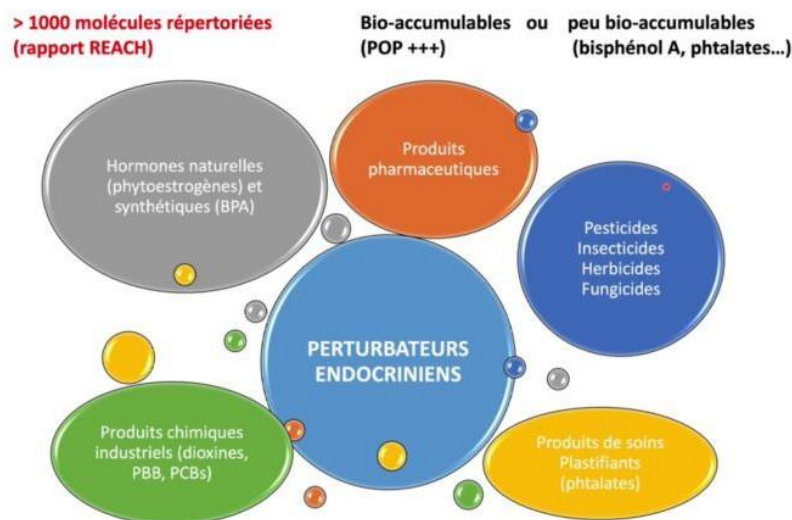 > 1000 molécules répertoriées
(rapport REACH)
Bio-accumulables ou peu bio-accumulables
(POP +++) (bisphénol A, phtalates...)
Hormones naturelles
(phytoestrogènes) et
synthétiques (BPA)
Produits
pharmaceutiques
Pesticides
Insecticides
Herbicides
Fungicides
PERTURBATEURS
ENDOCRINIENS
Produits chimiques
industriels (dioxines,
PBB, PCBs)
Produits de soins
Plastifiants
(phtalates)